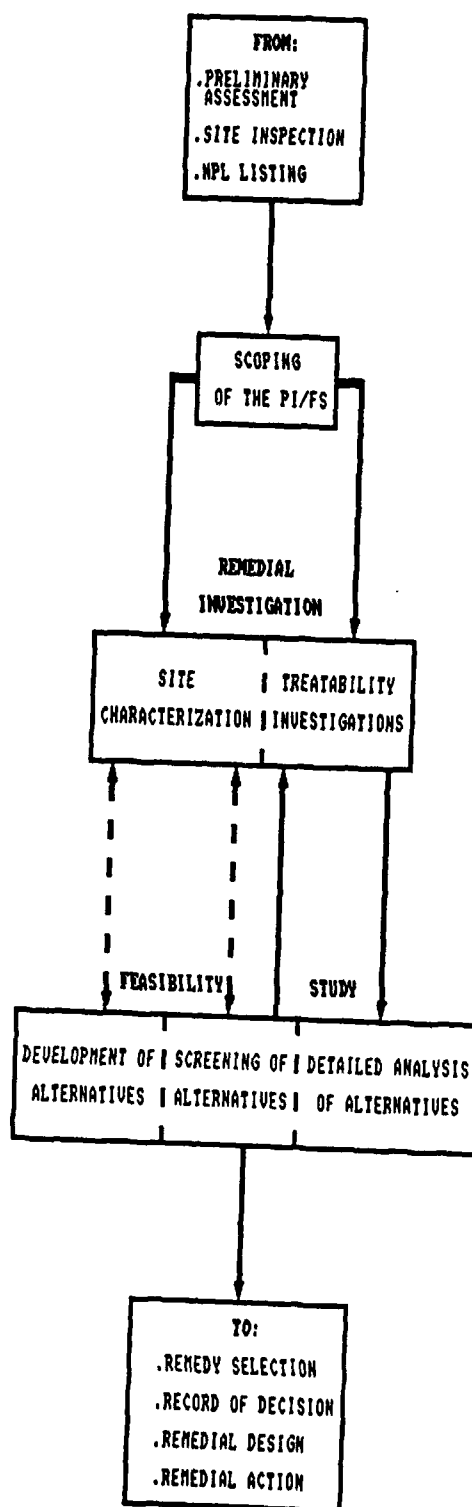 FROM:
.PRELIMINARY
ASSESSMENT
.SITE INSPECTION
.NPL LISTING
SCOPING
OF THE PI/FS
REMEDIAL
INVESTIGATION
SITE
CHARACTERIZATION
TREATABILITY
INVESTIGATIONS
FEASIBILITY STUDY
DEVELOPMENT OF
ALTERNATIVES
SCREENING OF
ALTERNATIVES
DETAILED ANALYSIS
OF ALTERNATIVES
TO:
.REMEDY SELECTION
.RECORD OF DECISION
.REMEDIAL DESIGN
.REMEDIAL ACTION